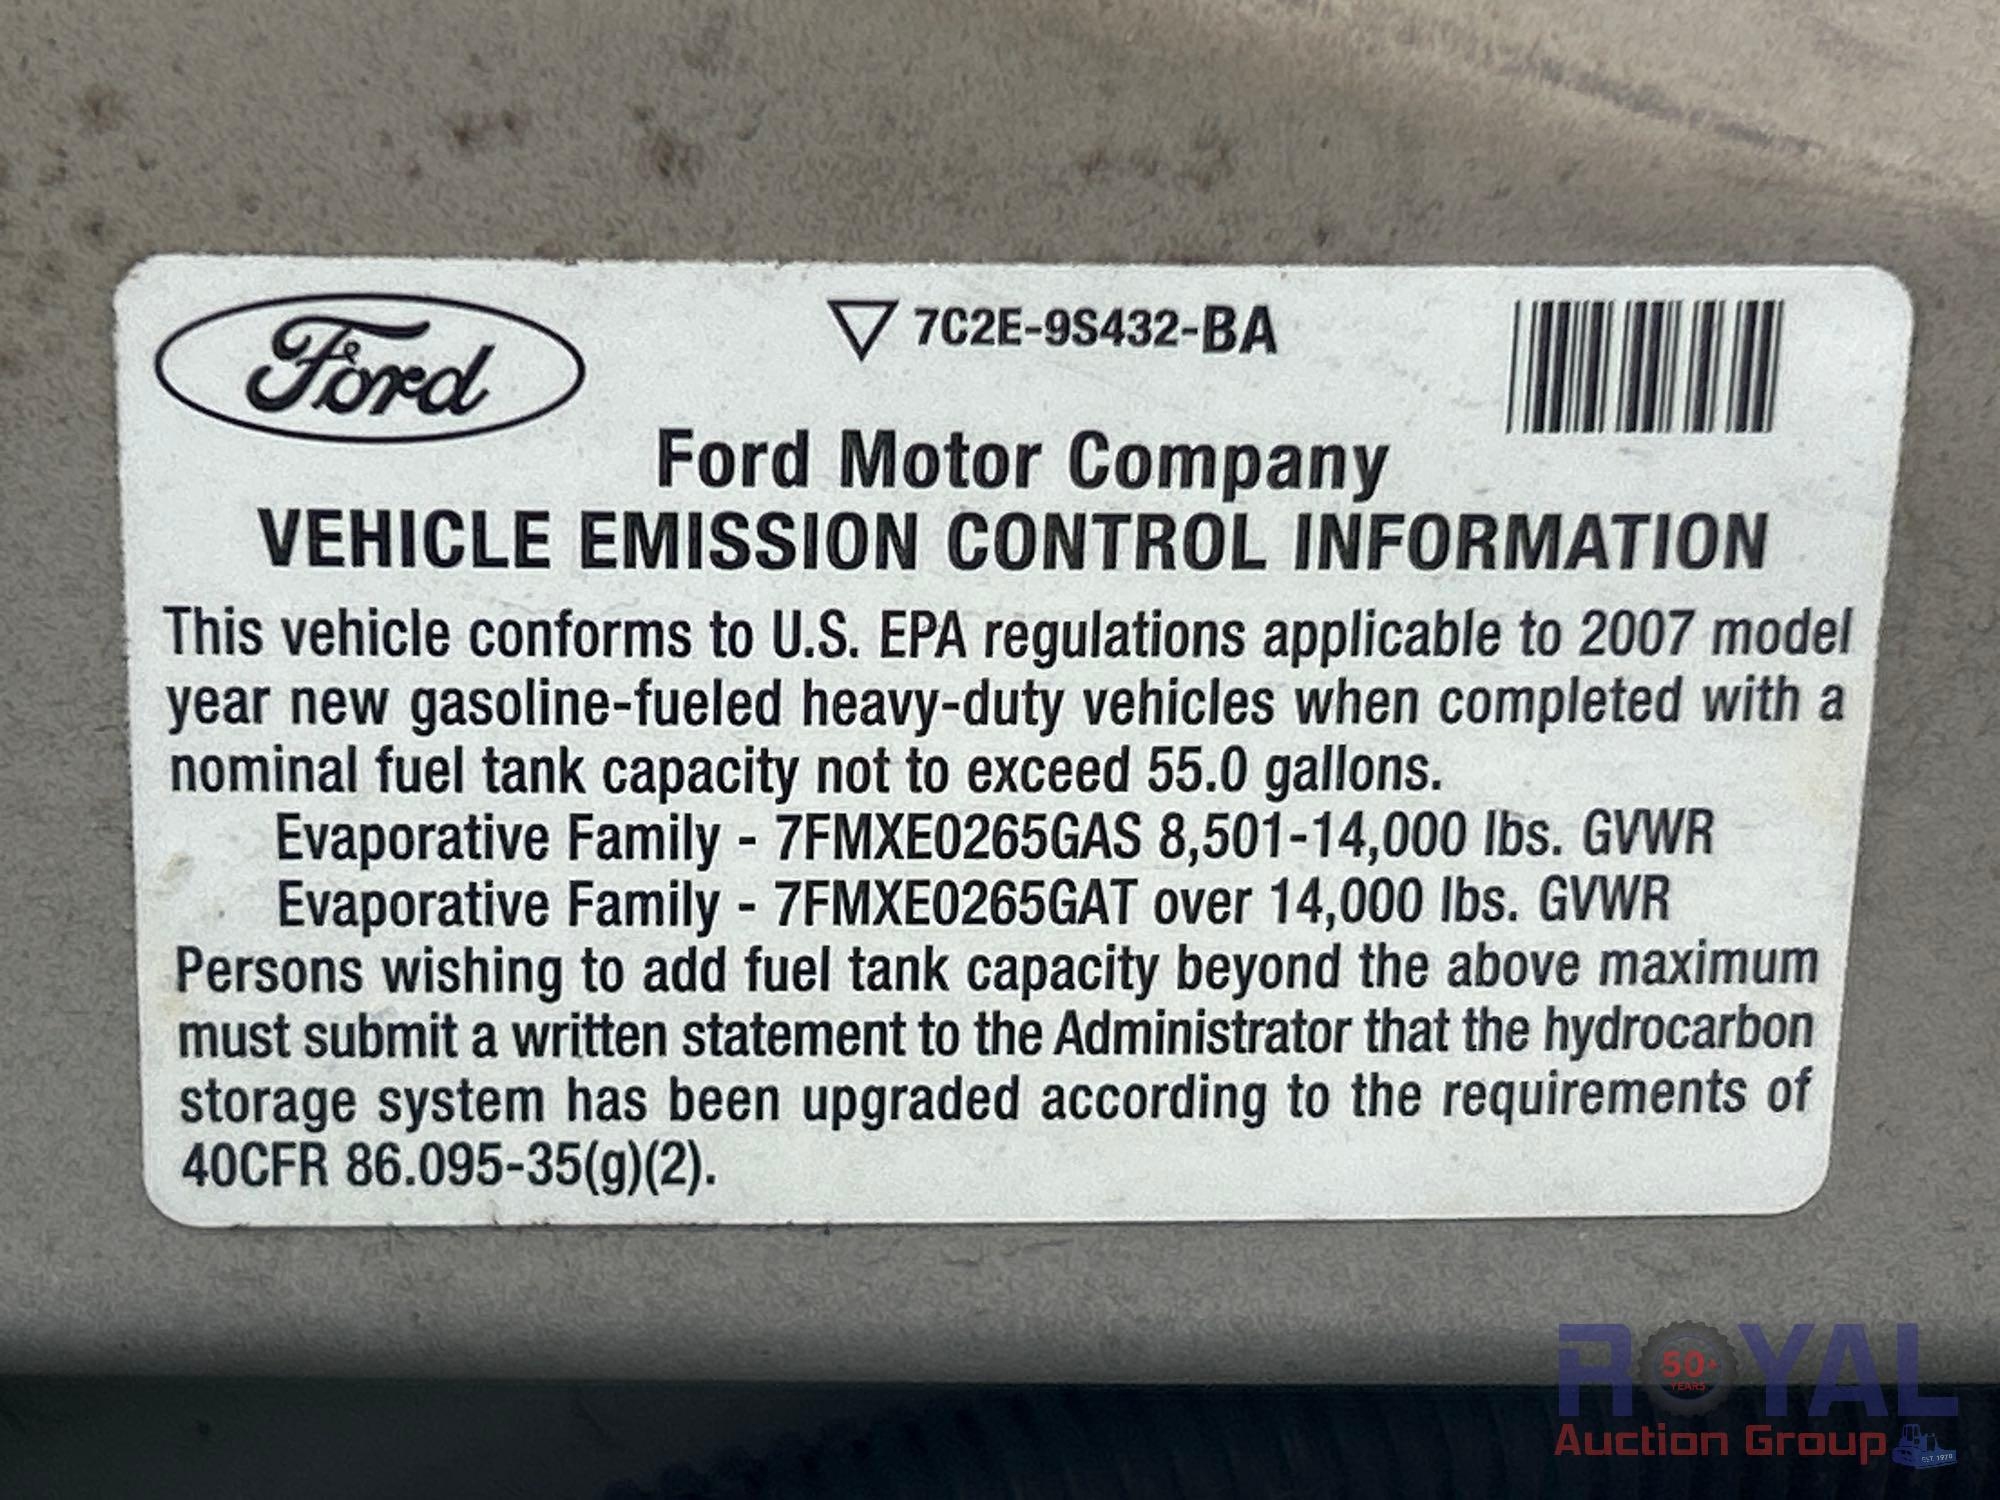 Ford
7C2E-9S432-BA
Ford Motor Company
VEHICLE EMISSION CONTROL INFORMATION
This vehicle conforms to U.S. EPA regulations applicable to 2007 model
year new gasoline-fueled heavy-duty vehicles when completed with a
nominal fuel tank capacity not to exceed 55.0 gallons.
Evaporative Family - 7FMXE0265GAS 8,501-14,000 lbs. GVWR
Evaporative Family - 7FMXE0265GAT over 14,000 lbs. GVWR
Persons wishing to add fuel tank capacity beyond the above maximum
must submit a written statement to the Administrator that the hydrocarbon
storage system has been upgraded according to the requirements of
40CFR 86.095-35(g)(2).
ROYAL
50+
YEARS
Auction Group
EST. 1970